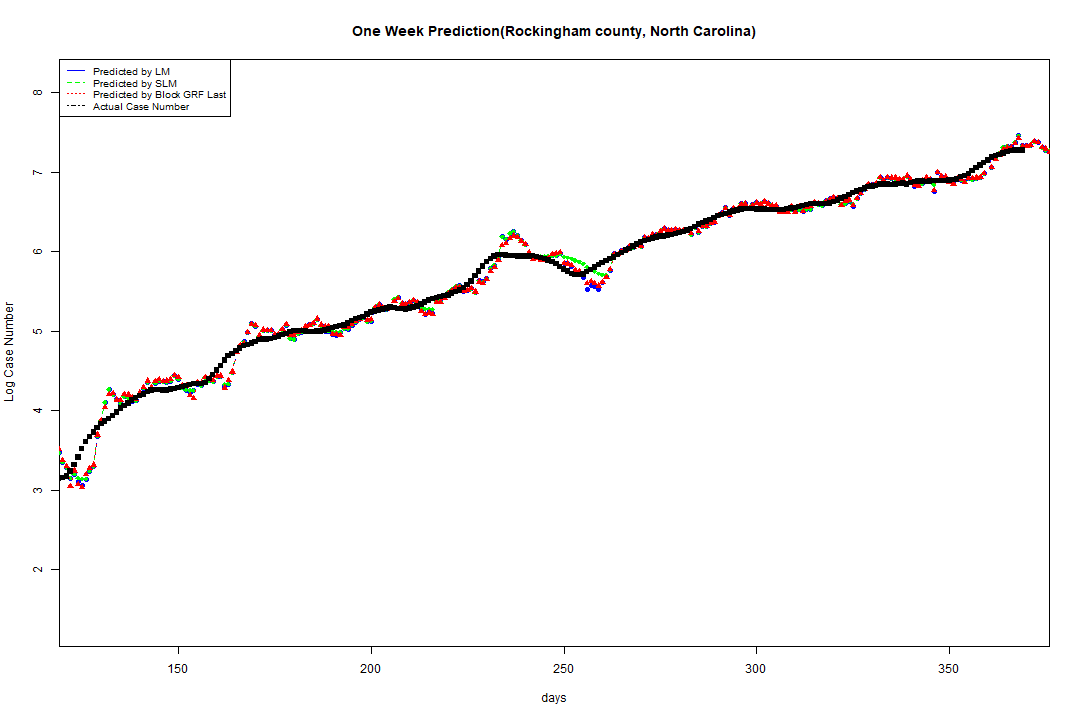 One Week Prediction(Rockingham county, North Carolina)
Predicted by LM
Predicted by SLM
Predicted by Block GRF Last
Actual Case Number
8
7
6
5
4
3
2
Log Case Number
150 200 250 300 350
days